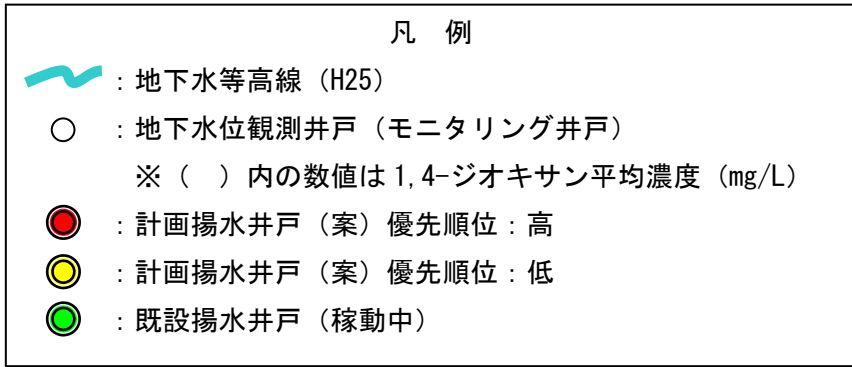 凡　例
：地下水等高線（H25）
：地下水位観測井戸（モニタリング井戸）
※（　）内の数値は1,4-ジオキサン平均濃度（mg/L）
：計画揚水井戸（案）優先順位：高
：計画揚水井戸（案）優先順位：低
：既設揚水井戸（稼動中）